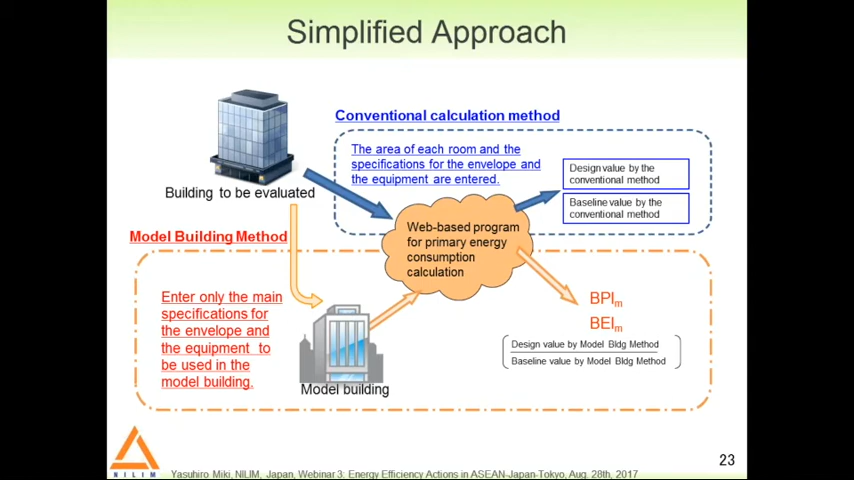 Simplified Approach
Conventional calculation method
The area of each room and the
specifications for the envelope and
the equipment are entered.
Design value by the
conventional method
Baseline value by the
conventional method
Building to be evaluated
Web-based program
for primary energy
consumption
calculation
Model Building Method
Enter only the main
specifications for
the envelope and
the equipment to
be used in the
model building.
Model building
BPIm
BEIm
Design value by Model Bldg Method
Baseline value by Model Bldg Method
23
NILIM
Yasuhiro Miki, NILIM, Japan, Webinar 3: Energy Efficiency Actions in ASEAN-Japan-Tokyo, Aug. 28th, 2017